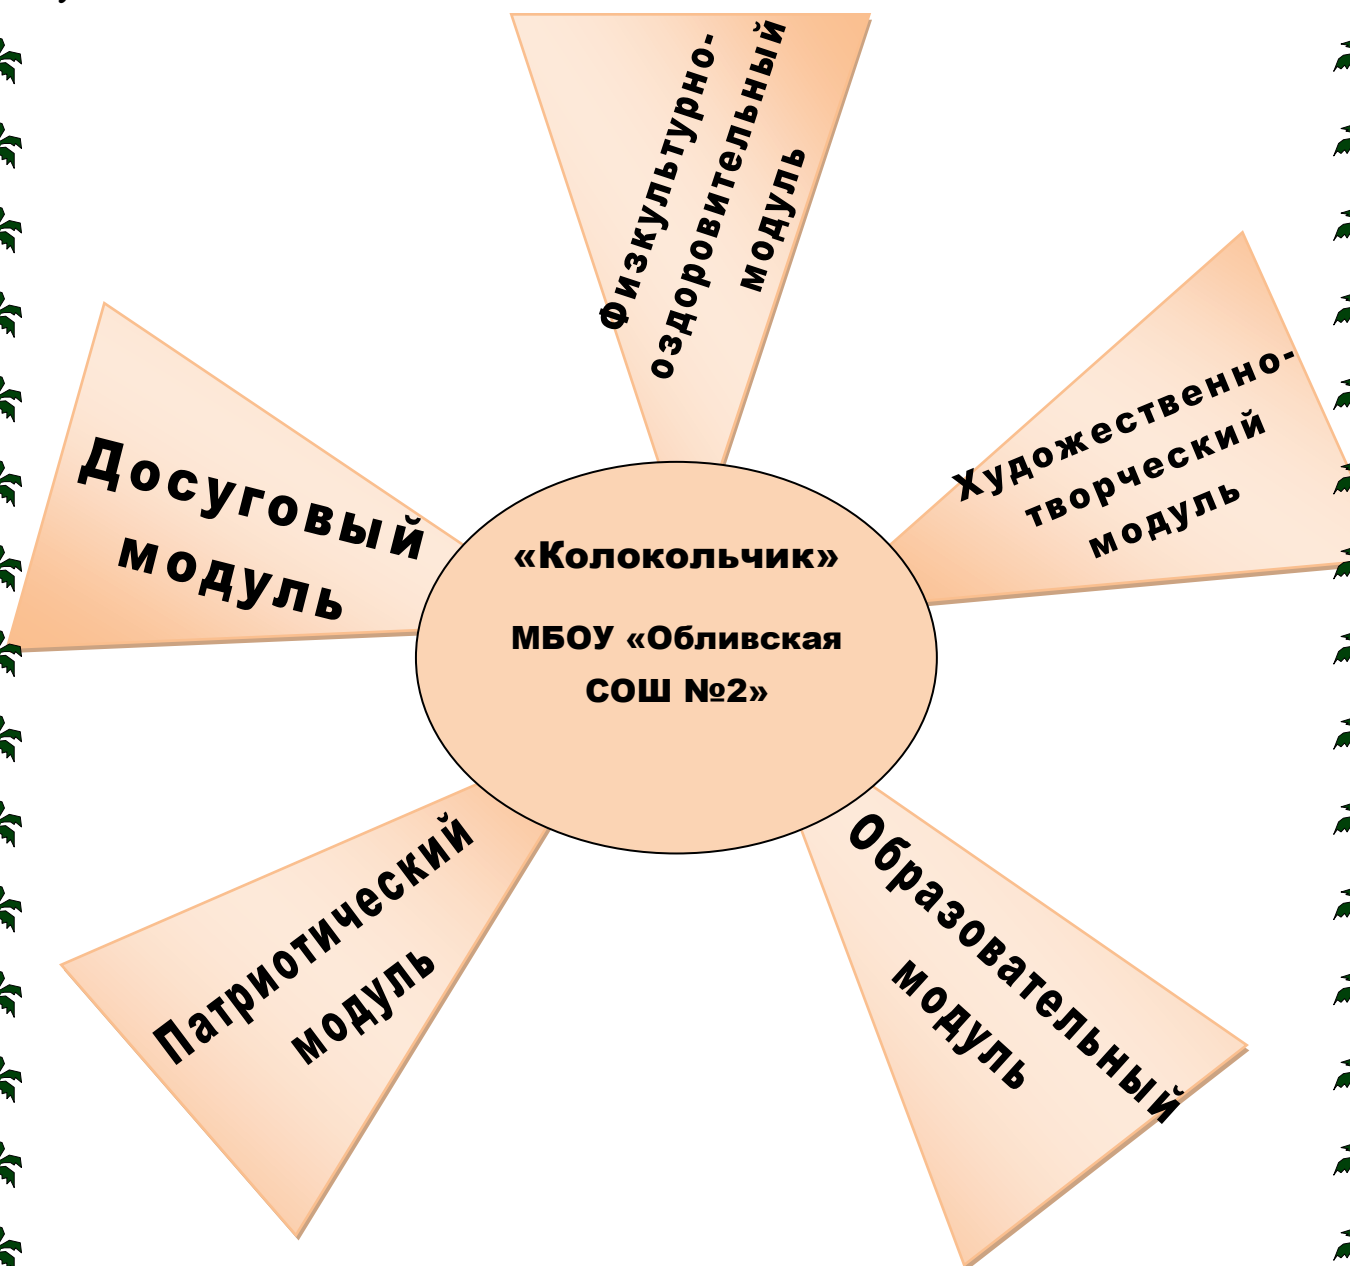 Физкультурно-
оздоровительный
модуль
Художественно-
творческий
модуль
Досуговый
модуль
«Колокольчик»
МБОУ «Обливская
СОШ №2»
Патриотический
модуль
Образовательный
модуль